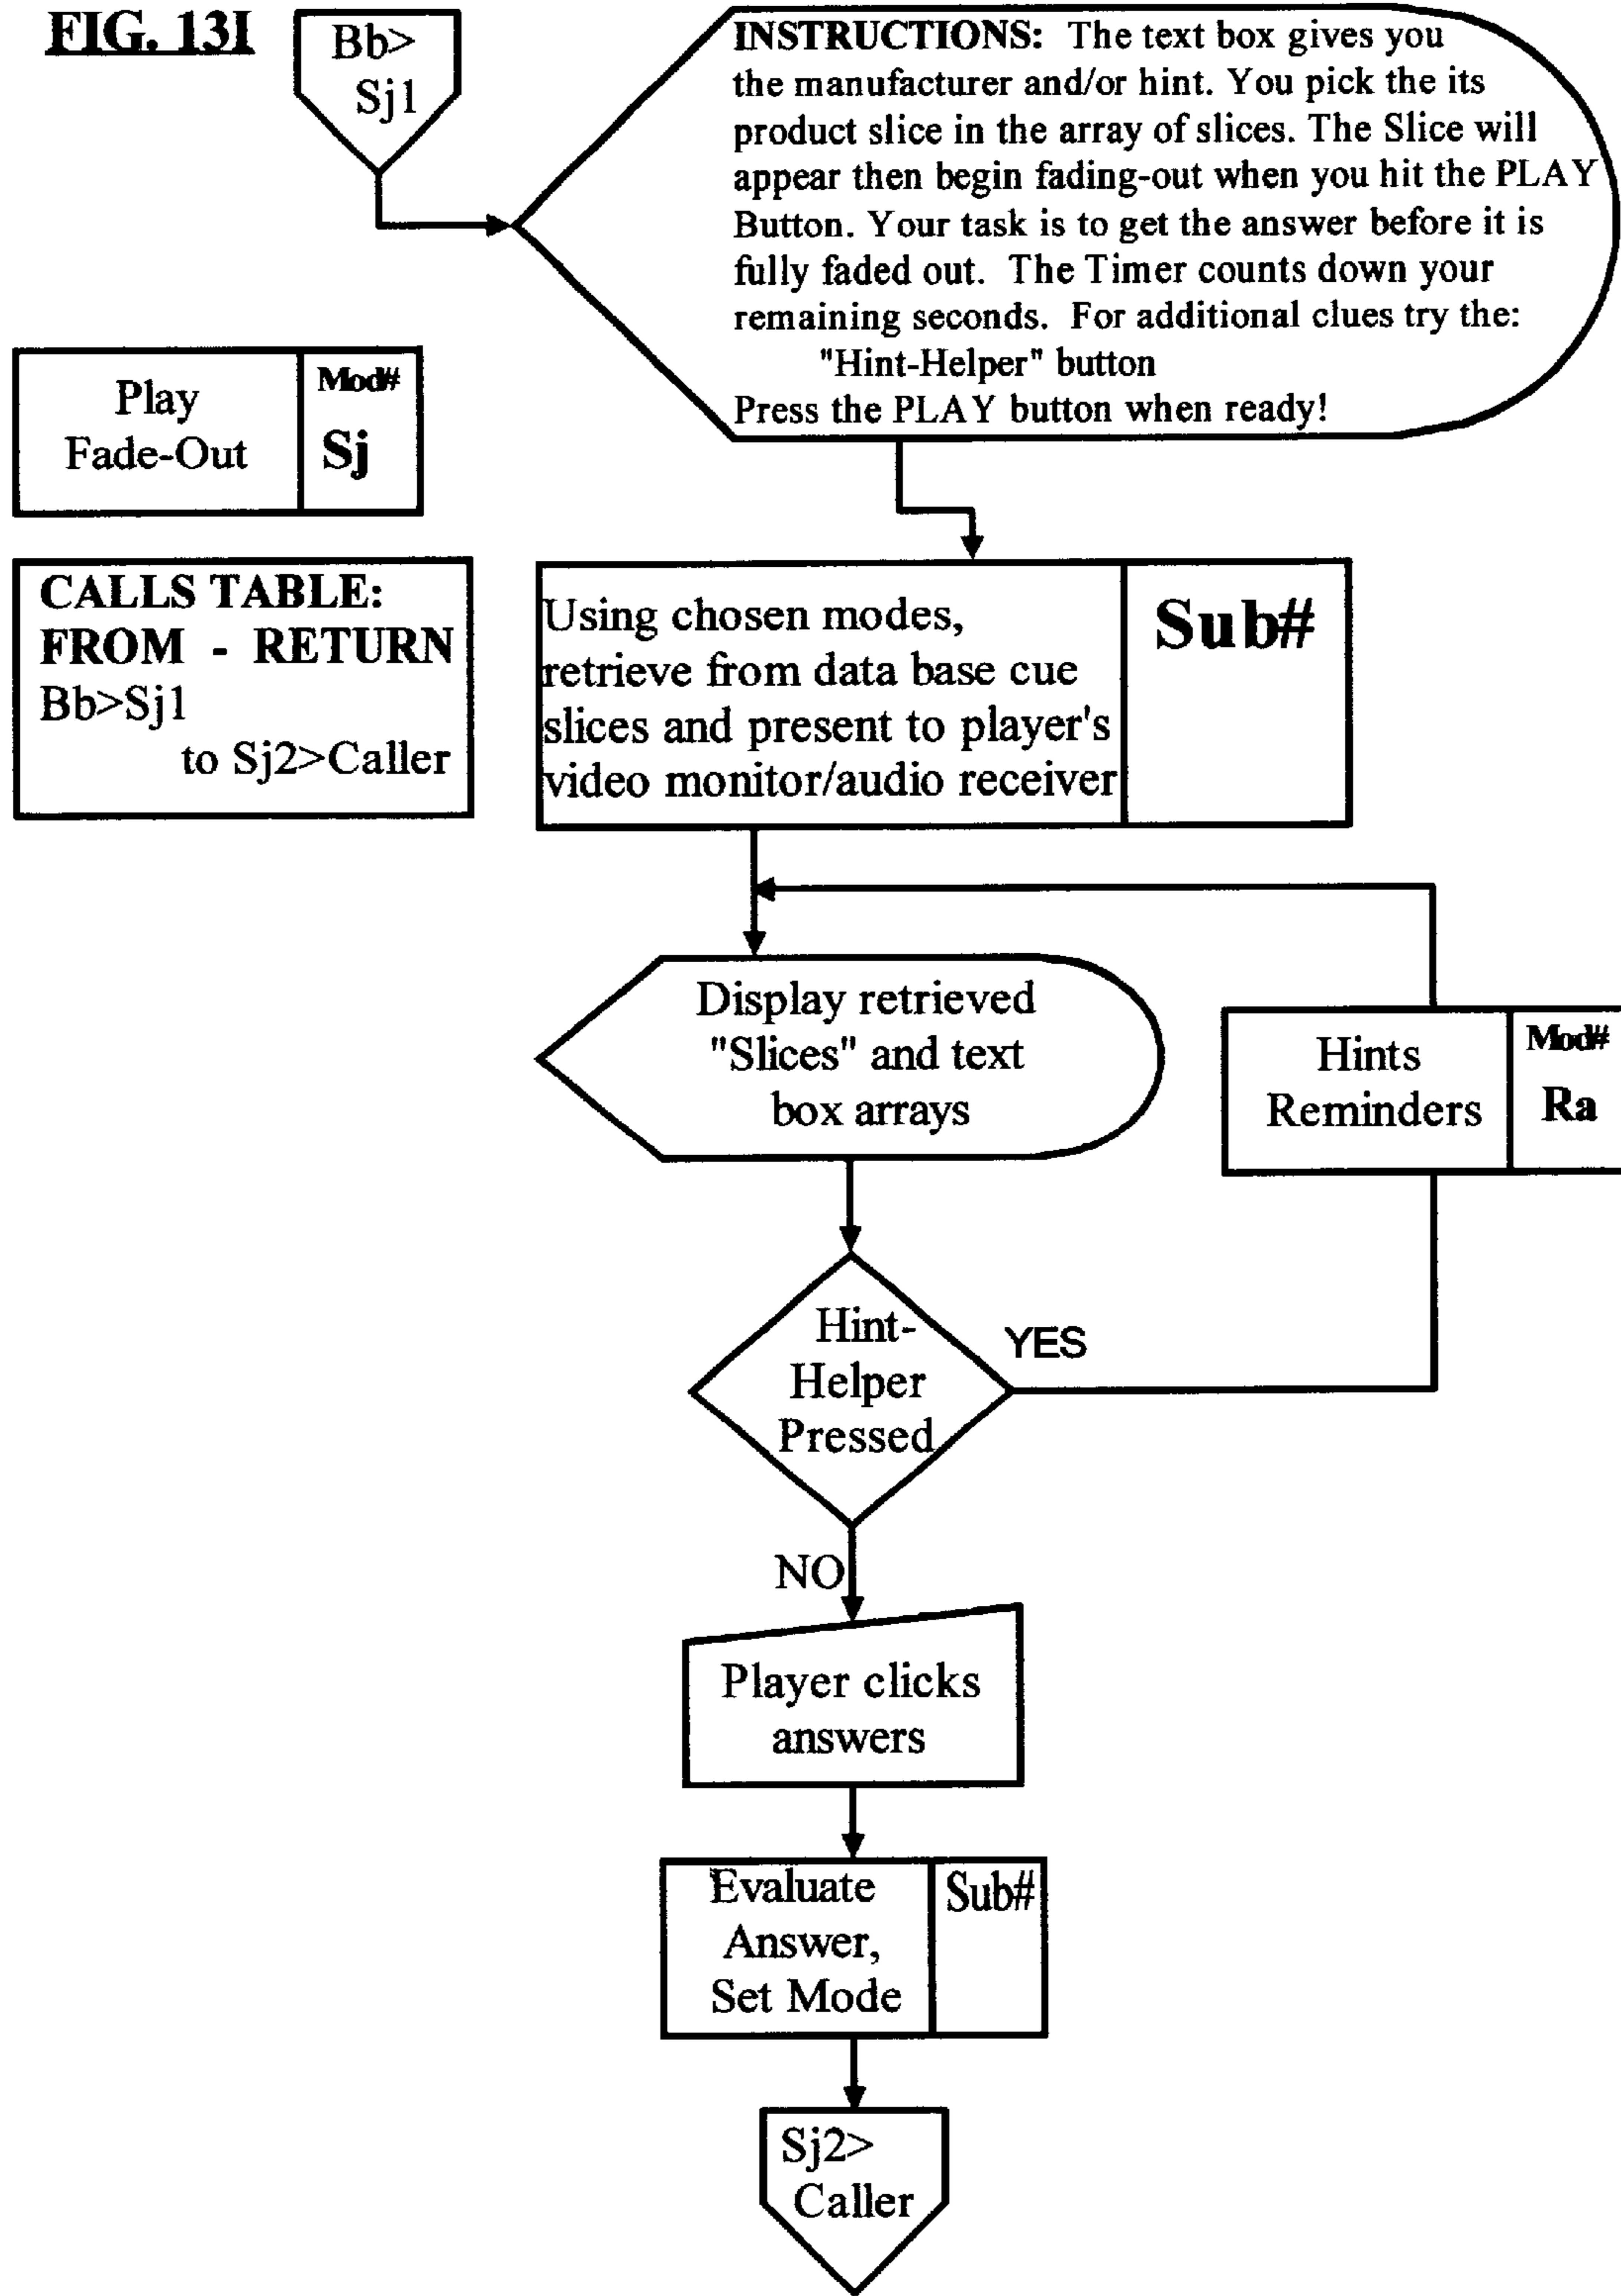 FIG. 13I
Bb>
Sj1
INSTRUCTIONS: The text box gives you
the manufacturer and/or hint. You pick the its
product slice in the array of slices. The Slice will
appear then begin fading-out when you hit the PLAY
Button. Your task is to get the answer before it is
fully faded out. The Timer counts down your
remaining seconds. For additional clues try the:
"Hint-Helper" button
Press the PLAY button when ready!
Play
Fade-Out
Mod#
Sj
CALLS TABLE:
FROM - RETURN
Bb>Sj1
to Sj2>Caller
Using chosen modes,
retrieve from data base cue
slices and present to player's
video monitor/audio receiver
Sub#
Display retrieved
"Slices" and text
box arrays
Hints
Reminders
Mod#
Ra
Hint-
Helper
Pressed
YES
NO
Player clicks
answers
Evaluate
Answer,
Set Mode
Sub#
Sj2>
Caller